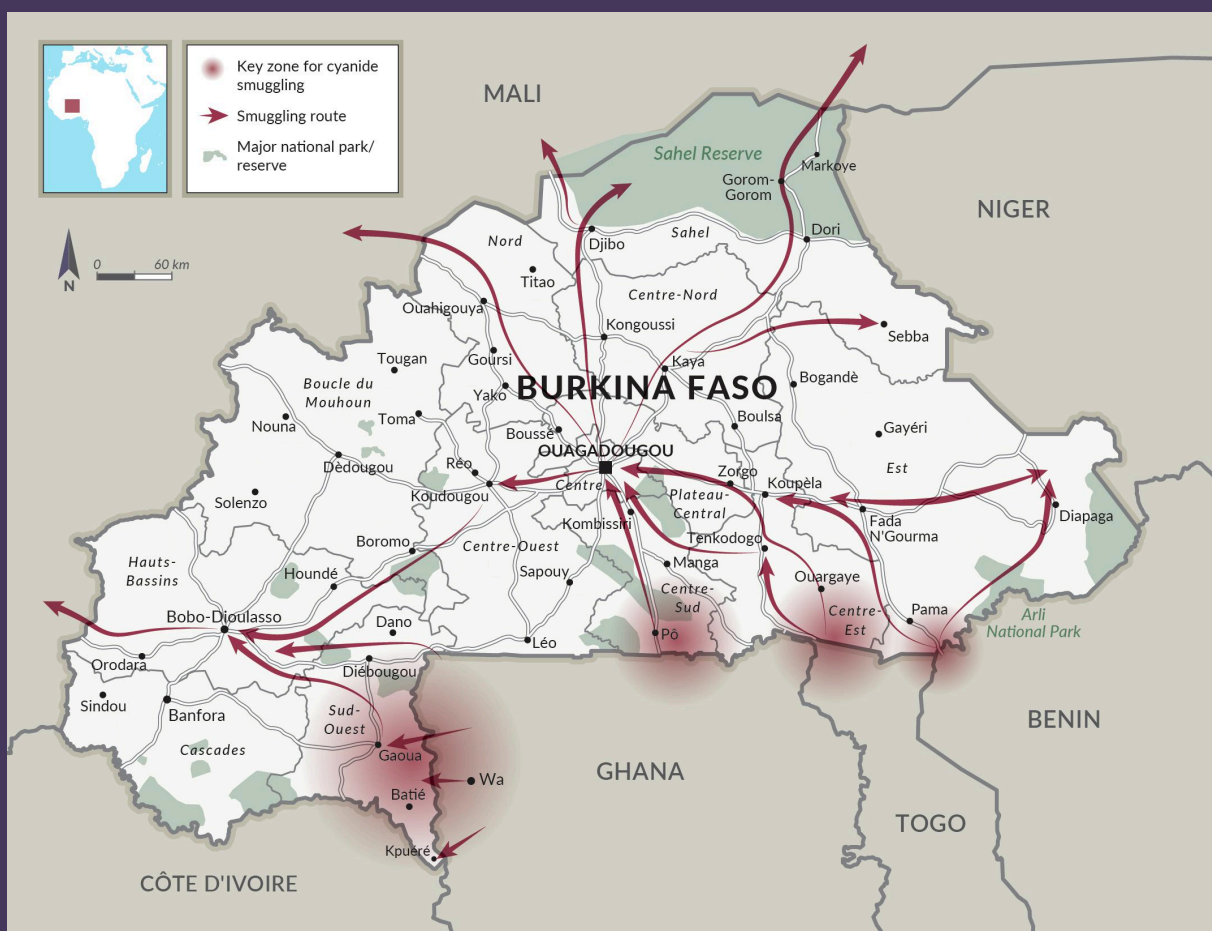 Key zone for cyanide
smuggling
Smuggling route
Major national park/
reserve
MALI
Sahel Reserve
Markoye
Gorom-
Gorom
NIGER
N
0
60 km
Nord
Djibo
Sahel
Dori
Titao
Centre-Nord
Ouahigouya
Kongoussi
Sebba
Tougan
Goursi
Kaya
Boucle du
Mouhoun
Yako
BURKINA FASO
Bogandè
Nouna
Toma
Boussé
Boulsa
Gayéri
OUAGADOUGOU
Dèdougou
Réo
Zorgo
Est
Koudougou
Centre
Koupèla
Solenzo
Plateau-
Central
Kombissiri
Fada
N'Gourma
Diapaga
Boromo
Centre-Ouest
Tenkodogo
Hauts-
Bassins
Houndé
Sapouy
Manga
Ouargaye
Centre-
Sud
Centre-
Est
Pama
Arli
National Park
Bobo-Dioulasso
Dano
Pô
Léo
Orodara
Diébougou
Sindou
Banfora
Sud-
Ouest
BENIN
Cascades
Gaoua
GHANA
Wa
Batié
TOGO
Kpuéré
CÔTE D'IVOIRE